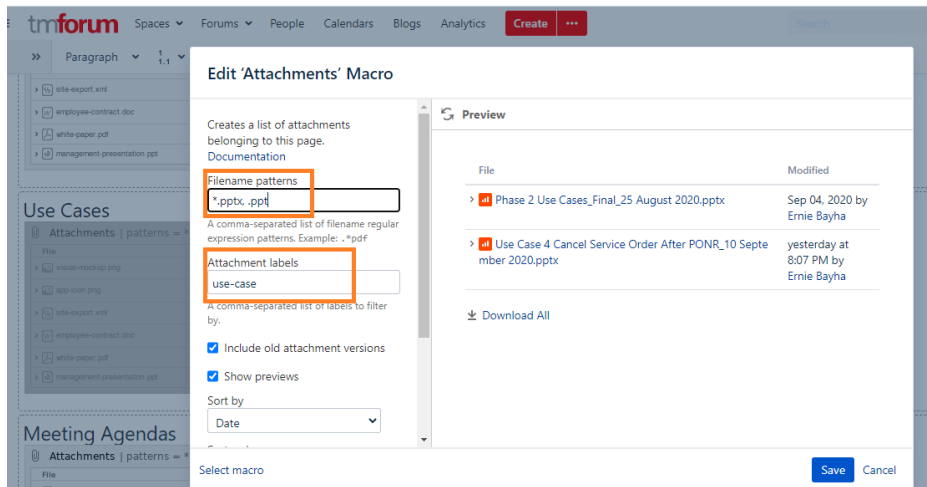 tmforum Spaces Forums People Calendars Blogs Analytics Create ... Search
Paragraph 1 1.1
site-export.xml
employee-contract.doc
white-paper.pdf
management-presentation.ppt
Use Cases
Attachments | patterns = *
File
visual-mockup.png
app-icon.png
site-export.xml
employee-contract.doc
white-paper.pdf
management-presentation.ppt
Meeting Agendas
Attachments | patterns = *
File
Edit 'Attachments' Macro
Creates a list of attachments
belonging to this page.
Documentation
Filename patterns
*.pptx, .ppt
A comma-separated list of filename regular
expression patterns. Example: .*pdf
Attachment labels
use-case
A comma-separated list of labels to filter
by.
Include old attachment versions
Show previews
Sort by
Date
Preview
File Modified
Phase 2 Use Cases_Final_25 August 2020.pptx Sep 04, 2020 by
Ernie Bayha
Use Case 4 Cancel Service Order After PONR_10 Septe yesterday at
mber 2020.pptx 8:07 PM by
Ernie Bayha
Download All
Select macro Save Cancel